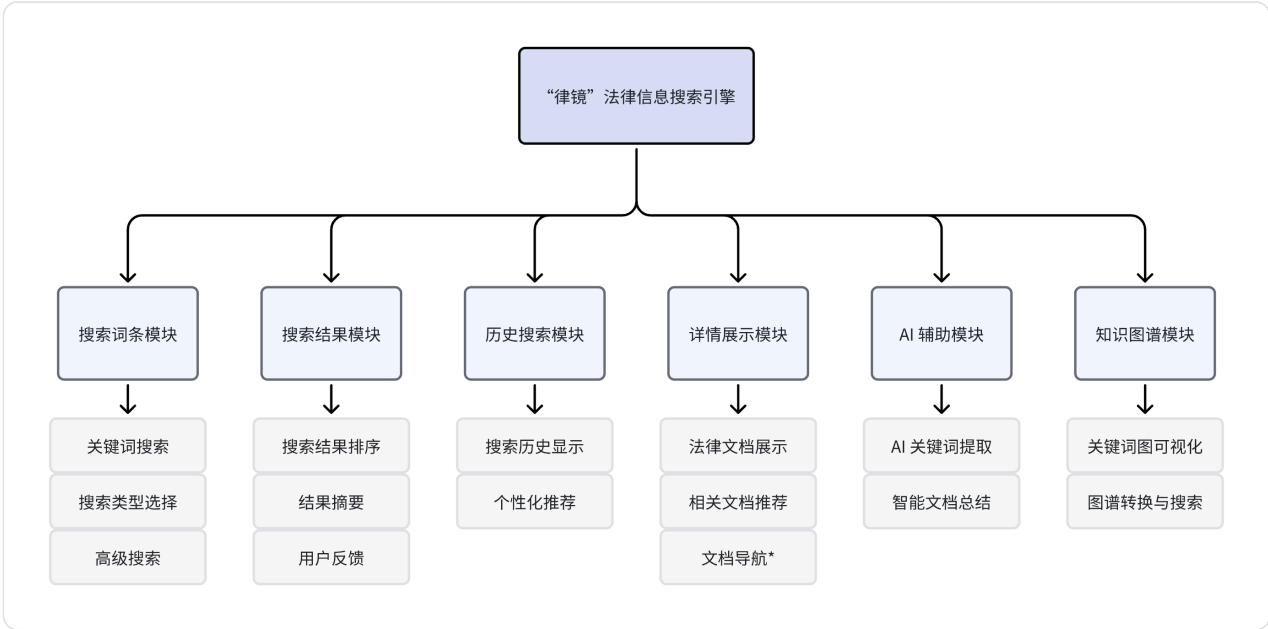 “律镜”法律信息搜索引擎
搜索词条模块
搜索结果模块
历史搜索模块
详情展示模块
AI 辅助模块
知识图谱模块
关键词搜索
搜索类型选择
高级搜索
搜索结果排序
结果摘要
用户反馈
搜索历史显示
个性化推荐
法律文档展示
相关文档推荐
文档导航*
AI 关键词提取
智能文档总结
关键词图可视化
图谱转换与搜索